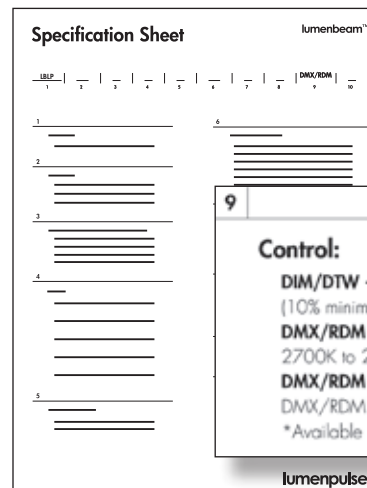 Specification Sheet
lumenbeam™
LBLP DMX/RDM
1 2 3 4 5 6 7 8 9 10
1
2
3
4
5
6
9
Control:
DIM/DTW
(10% minim
DMX/RDM
2700K to 2
DMX/RDM
DMX/RDM
*Available
lumenpulse